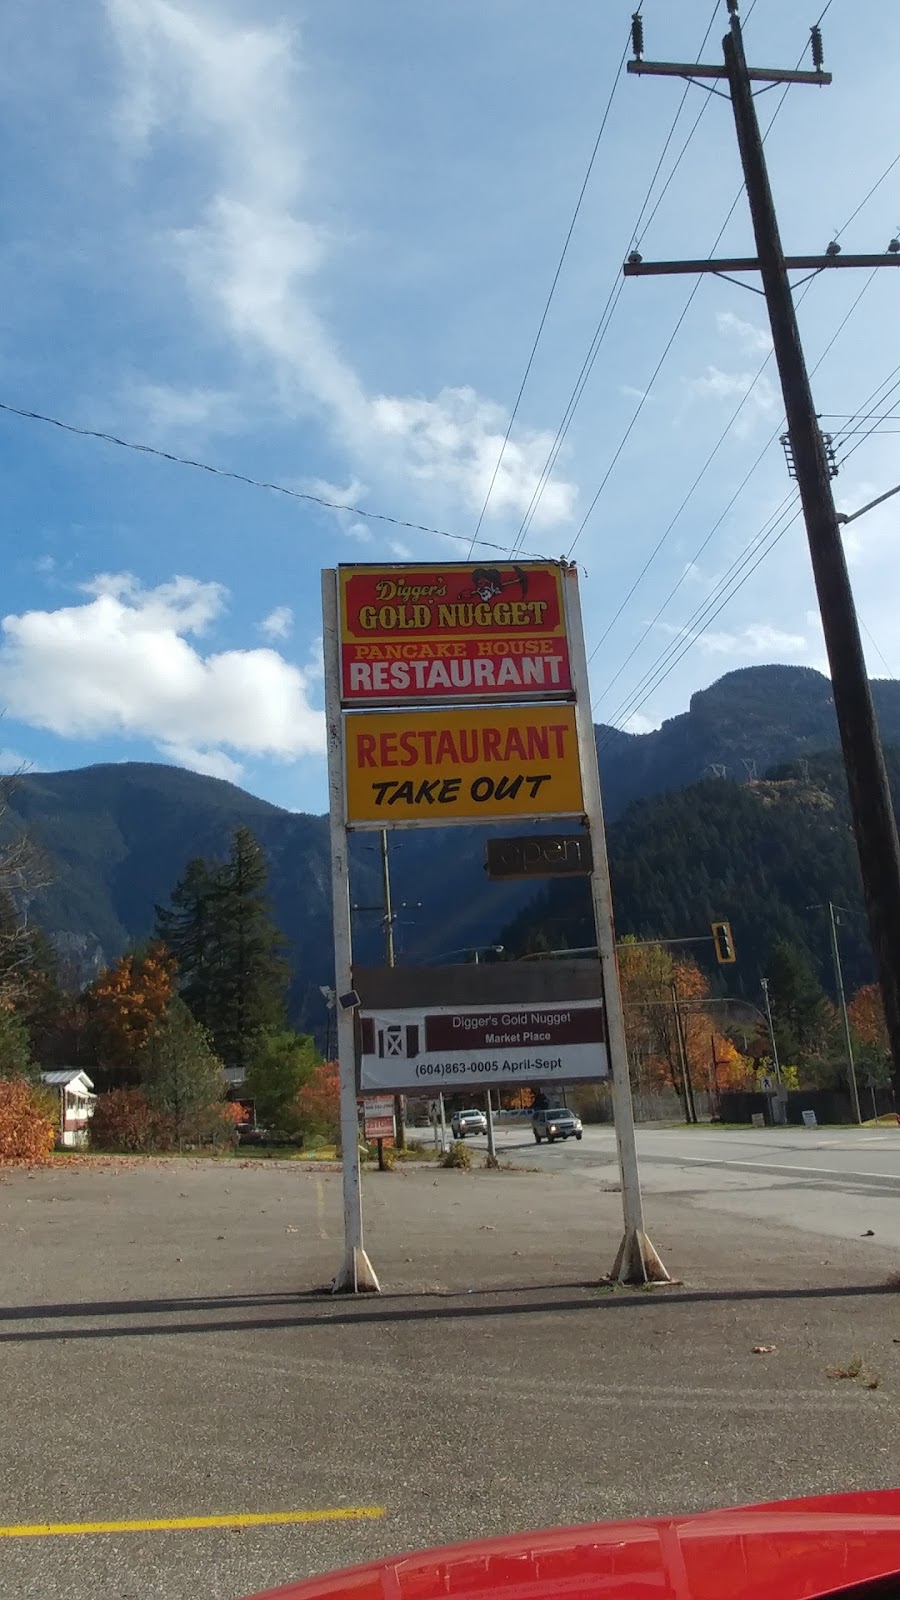 Digger's
GOLD NUGGET
PANCAKE HOUSE
RESTAURANT
RESTAURANT
TAKE OUT
open
Digger's Gold Nugget
Market Place
(604)863-0005 April-Sept